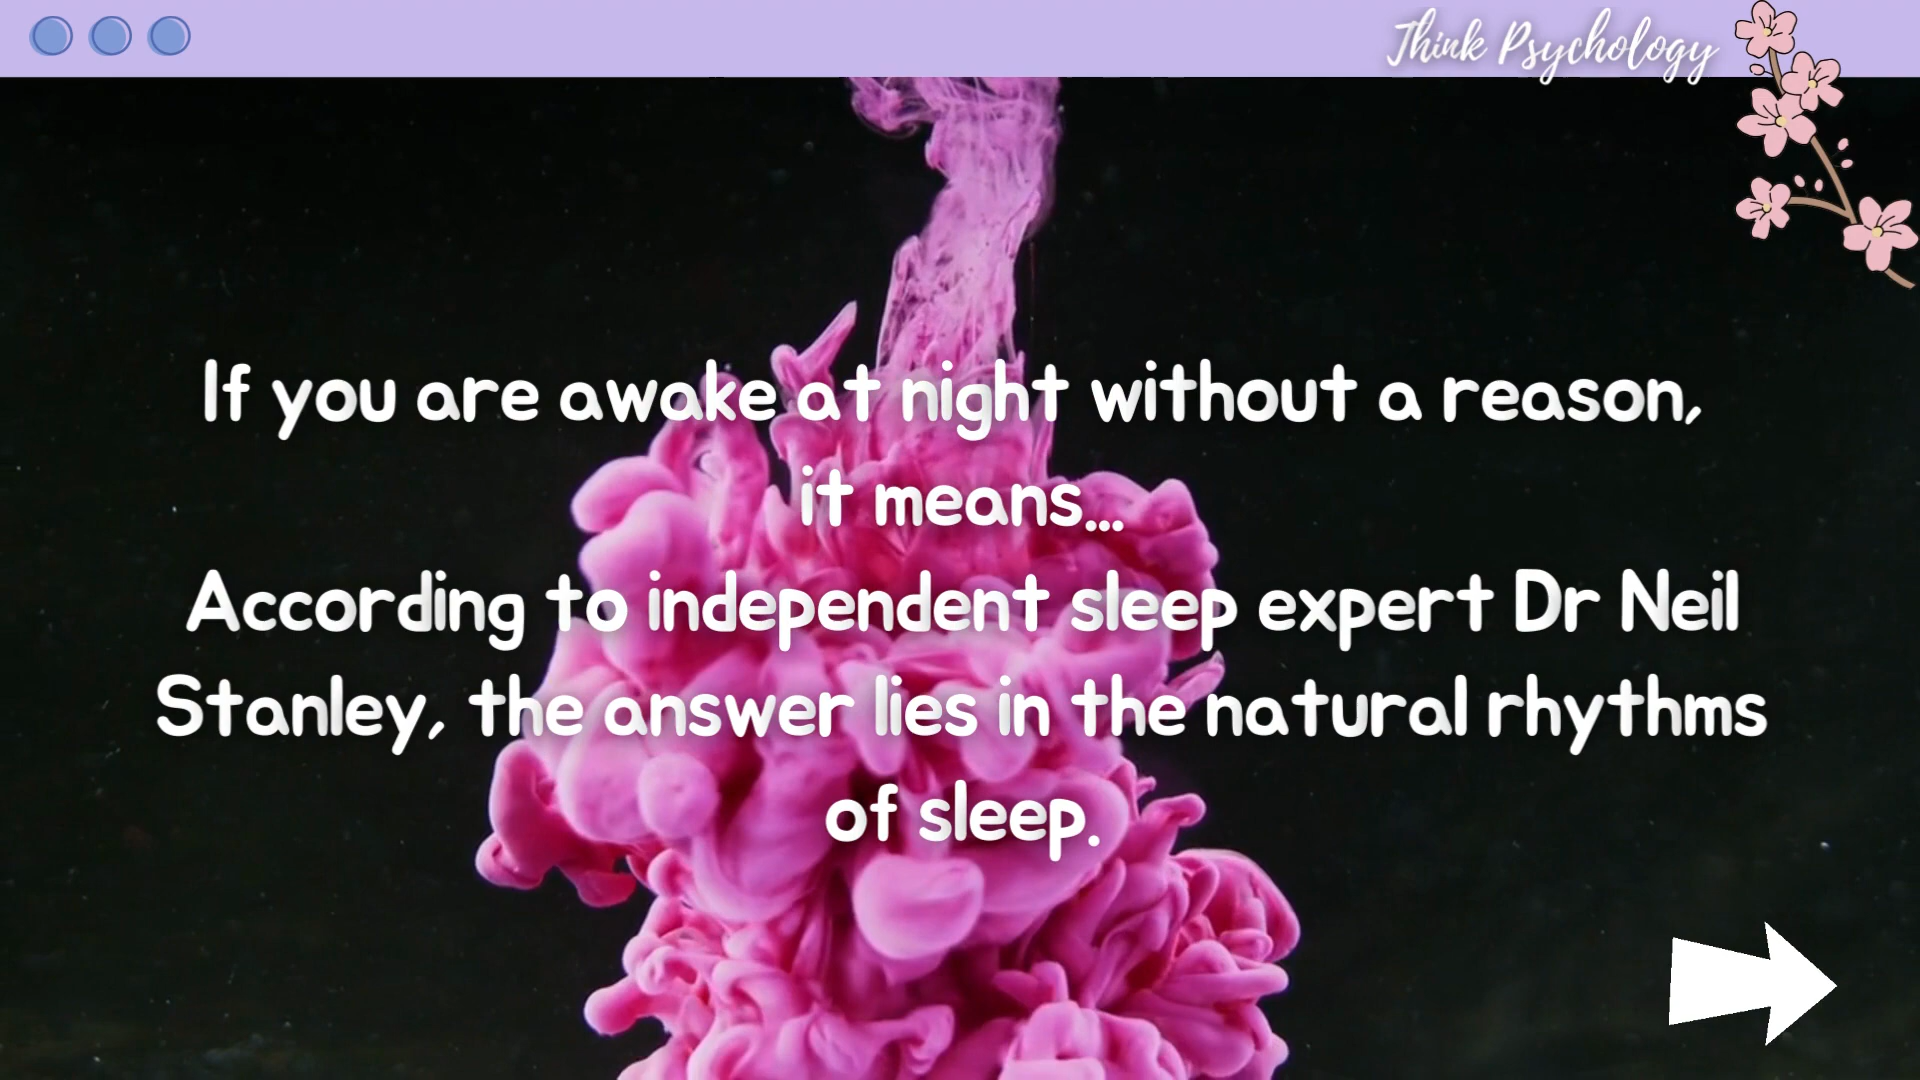 Think Psychology
If you are awake at night without a reason,
it means...
According to independent sleep expert Dr Neil
Stanley, the answer lies in the natural rhythms
of sleep.